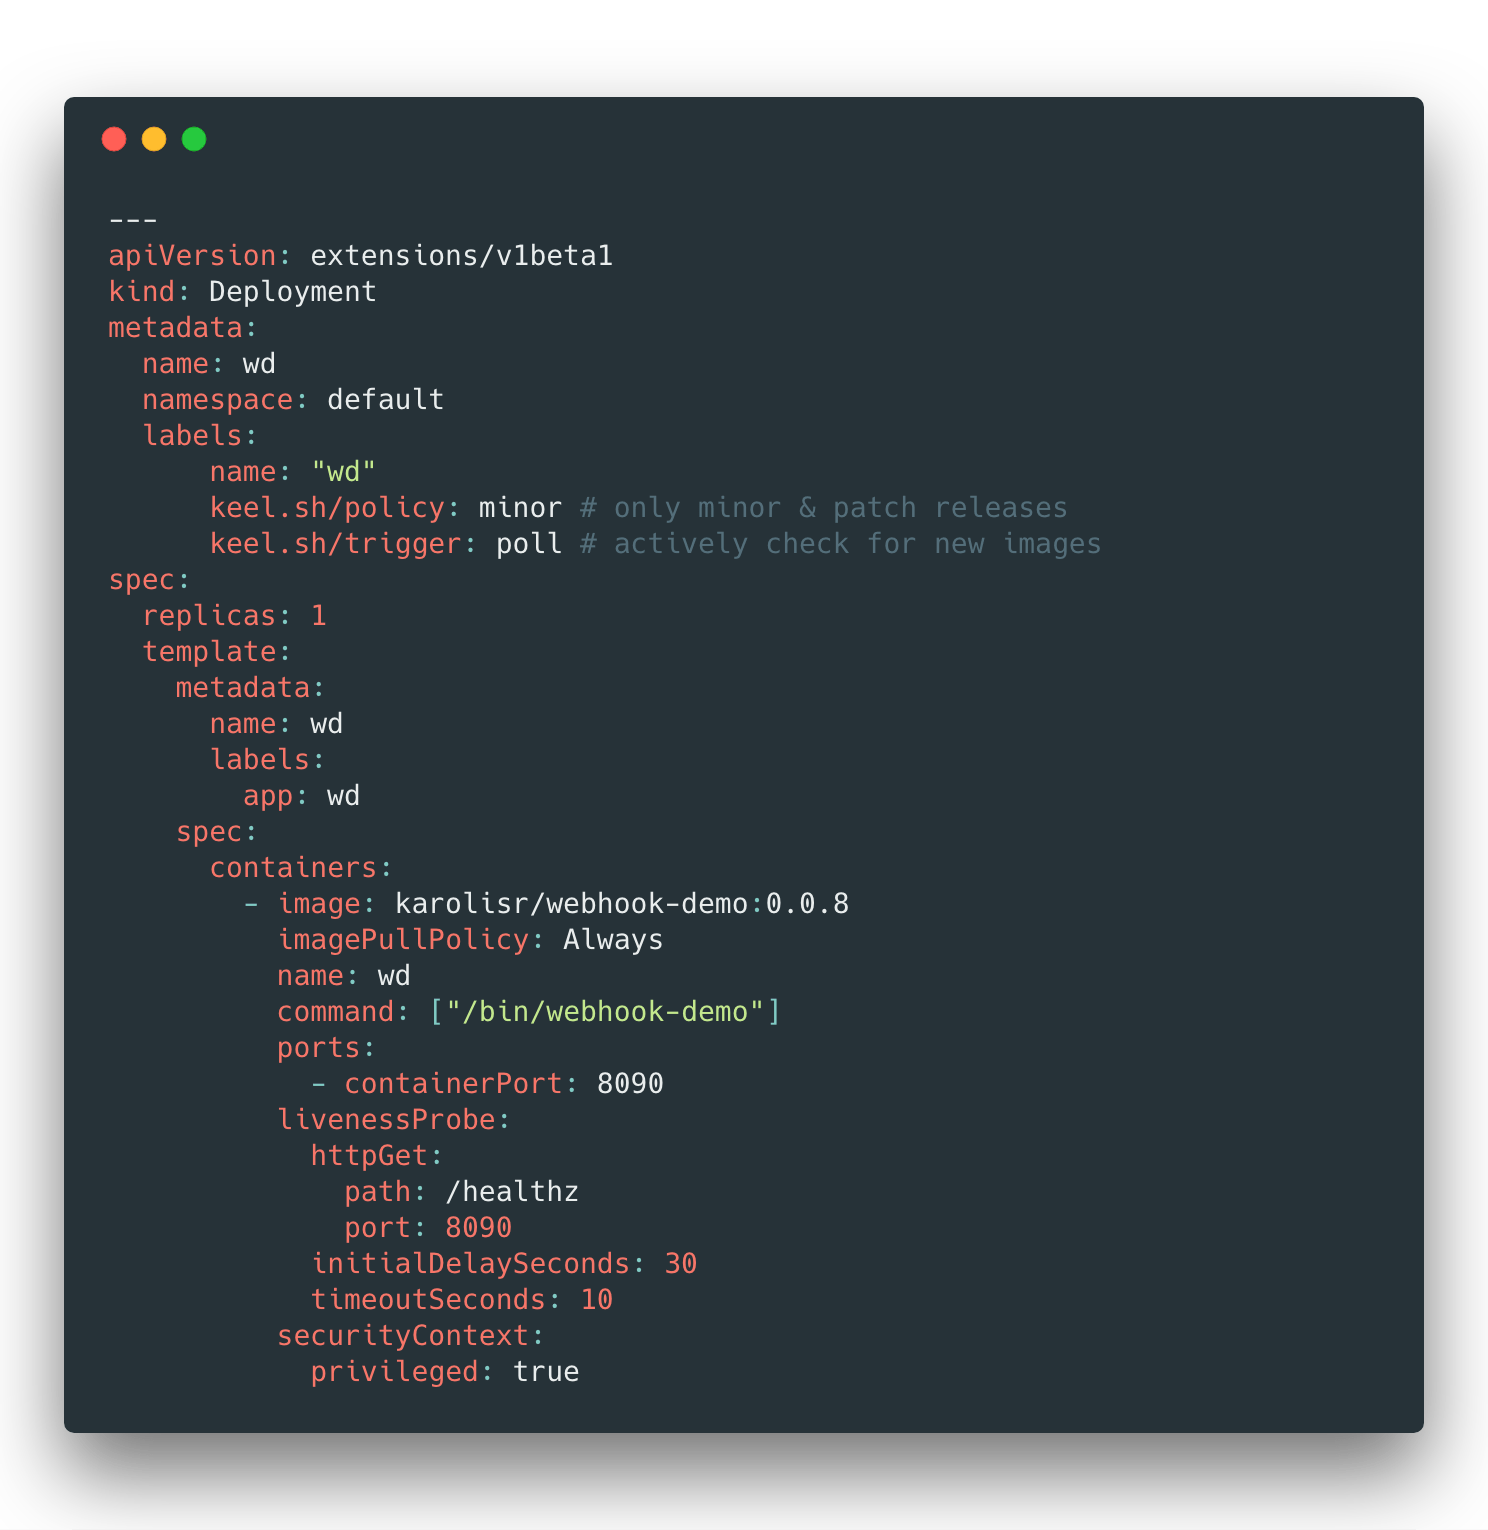 ---
apiVersion: extensions/v1beta1
kind: Deployment
metadata:
  name: wd
  namespace: default
  labels:
      name: "wd"
      keel.sh/policy: minor # only minor & patch releases
      keel.sh/trigger: poll # actively check for new images
spec:
  replicas: 1
  template:
    metadata:
      name: wd
      labels:
        app: wd
    spec:
      containers:
        - image: karolisr/webhook-demo:0.0.8
          imagePullPolicy: Always
          name: wd
          command: ["/bin/webhook-demo"]
          ports:
            - containerPort: 8090
          livenessProbe:
            httpGet:
              path: /healthz
              port: 8090
            initialDelaySeconds: 30
            timeoutSeconds: 10
          securityContext:
            privileged: true